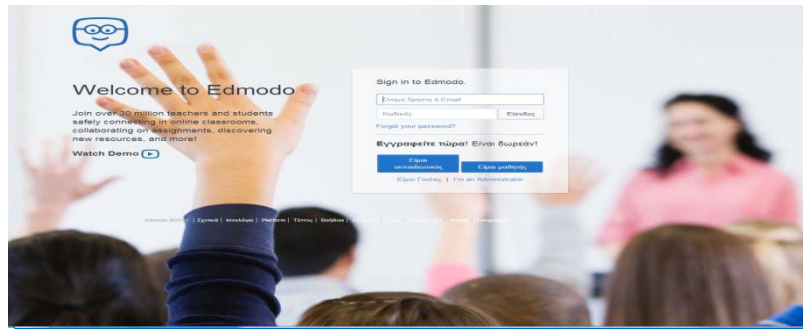 Welcome to Edmodo
Join over 30 million teachers and students
safely connecting in online classrooms,
collaborating on assignments, discovering
new resources, and more!
Watch Demo
Sign in to Edmodo.
Όνομα Χρήστη ή Email
Κωδικός Είσοδος
Forgot your password?
Εγγραφείτε τώρα! Είναι δωρεάν!
Είμαι εκπαιδευτικός
Είμαι μαθητής
Είμαι Γονέας | I'm an Administrator
Σχετικά | Ιστολόγιο | Platform | Τύπος | Βοήθεια |